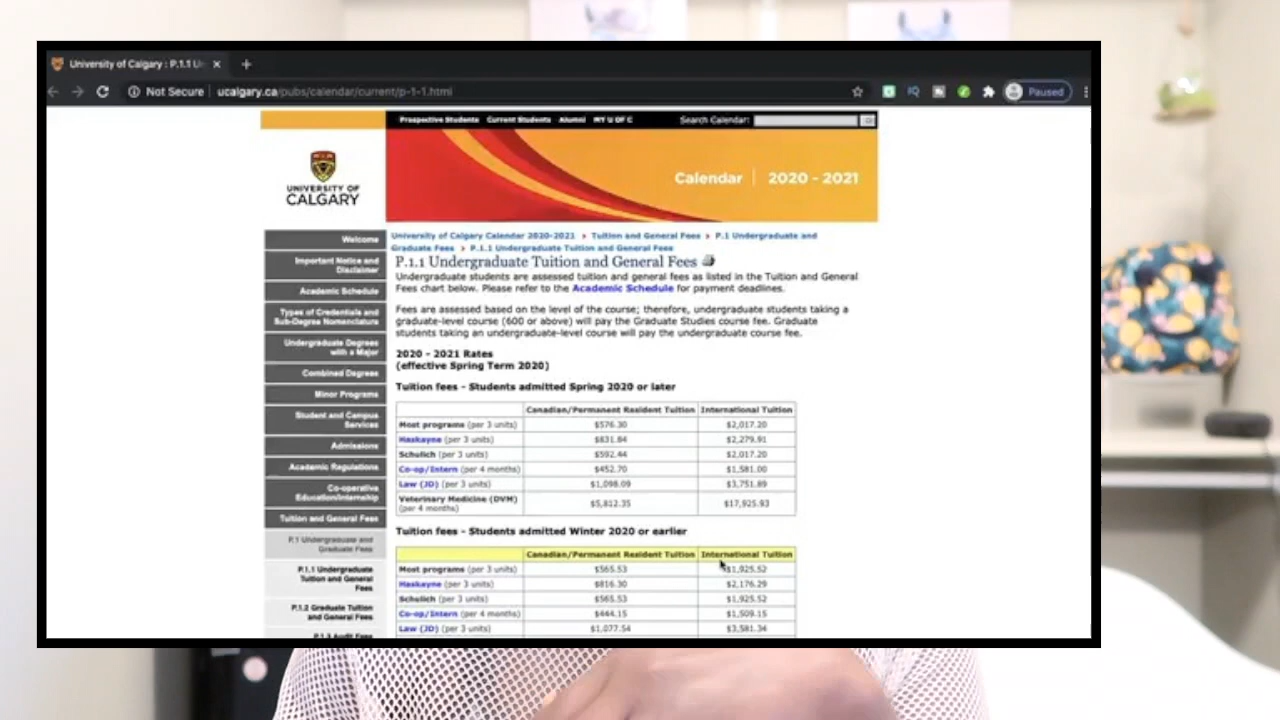 University of Calgary : P.1.1 U
Not Secure
ucalgary.ca/pubs/calendar/current/p-1-1.html
Paused
Prospective Students Current Students Alumni MY U OF C Search Calendar:
UNIVERSITY OF
CALGARY
Calendar 2020 - 2021
Welcome
Important Notice and
Disclaimer
Academic Schedule
Types of Credentials and
Sub-Degree Nomenclature
Undergraduate Degrees
with a Major
Combined Degrees
Minor Programs
Student and Campus
Services
Admissions
Academic Regulations
Co-operative
Education/Internship
Tuition and General Fees
P.1 Undergraduate and
Graduate Fees
P.1.1 Undergraduate
Tuition and General
Fees
P.1.2 Graduate Tuition
and General Fees
P.1.3 Audit Fees
University of Calgary Calendar 2020-2021 Tuition and General Fees P.1 Undergraduate and
Graduate Fees P.1.1 Undergraduate Tuition and General Fees
P.1.1 Undergraduate Tuition and General Fees
Undergraduate students are assessed tuition and general fees as listed in the Tuition and General
Fees chart below. Please refer to the Academic Schedule for payment deadlines.
Fees are assessed based on the level of the course; therefore, undergraduate students taking a
graduate-level course (600 or above) will pay the Graduate Studies course fee. Graduate
students taking an undergraduate-level course will pay the undergraduate course fee.
2020 - 2021 Rates
(effective Spring Term 2020)
Tuition fees - Students admitted Spring 2020 or later
Canadian/Permanent Resident Tuition International Tuition
Most programs (per 3 units) $576.30 $2,017.20
Haskayne (per 3 units) $831.84 $2,279.91
Schulich (per 3 units) $592.44 $2,017.20
Co-op/Intern (per 4 months) $452.70 $1,581.00
Law (JD) (per 3 units) $1,098.09 $3,751.89
Veterinary Medicine (DVM)
(per 4 months) $5,812.35 $17,925.93
Tuition fees - Students admitted Winter 2020 or earlier
Canadian/Permanent Resident Tuition International Tuition
Most programs (per 3 units) $565.53 $1,925.52
Haskayne (per 3 units) $816.30 $2,176.29
Schulich (per 3 units) $565.53 $1,925.52
Co-op/Intern (per 4 months) $444.15 $1,509.15
Law (JD) (per 3 units) $1,077.54 $3,581.34